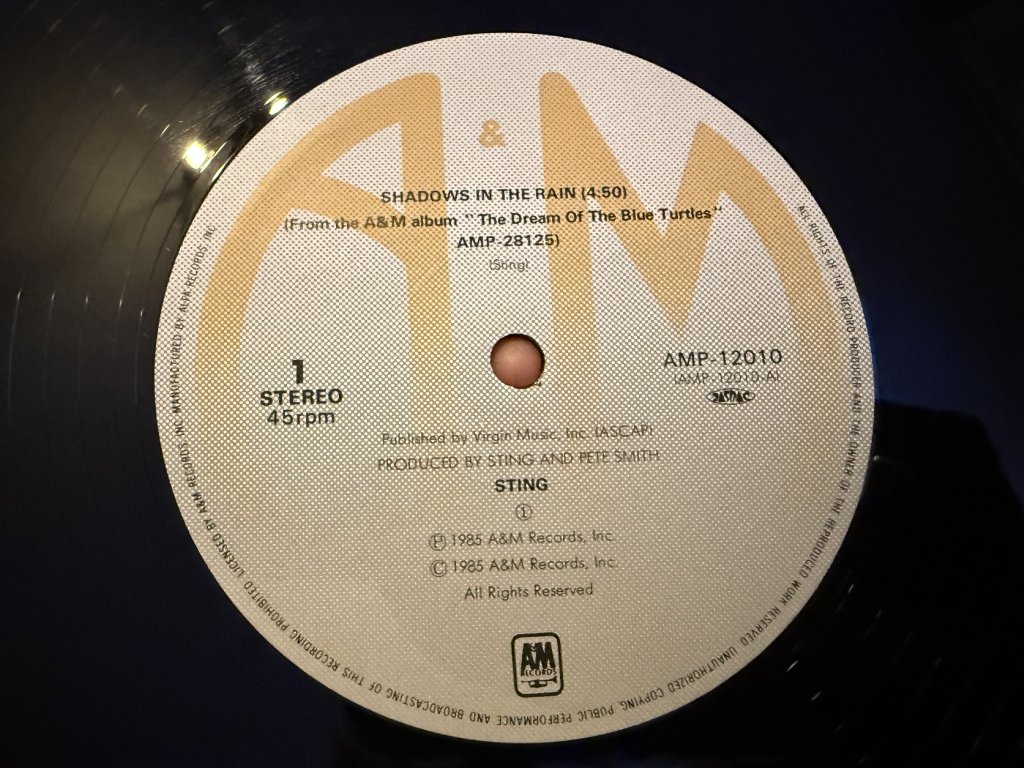 A & M
SHADOWS IN THE RAIN (4:50)
(From the A&M album "The Dream Of The Blue Turtles"
AMP-28125)
(Sting)
1
STEREO
45rpm
AMP-12010
(AMP-12010-A)
JASRAC
Published by Virgin Music, Inc. (ASCAP)
PRODUCED BY STING AND PETE SMITH
STING
①
Ⓟ 1985 A&M Records, Inc.
© 1985 A&M Records, Inc.
All Rights Reserved
A&M
RECORDS
ALL RIGHTS OF THE RECORD PRODUCER AND THE OWNER OF THE REPRODUCED WORK RESERVED. UNAUTHORIZED COPYING, PUBLIC PERFORMANCE AND BROADCASTING OF THIS RECORDING PROHIBITED. LICENSED BY A&M RECORDS INC. MANUFACTURED BY ALFA RECORDS, INC.